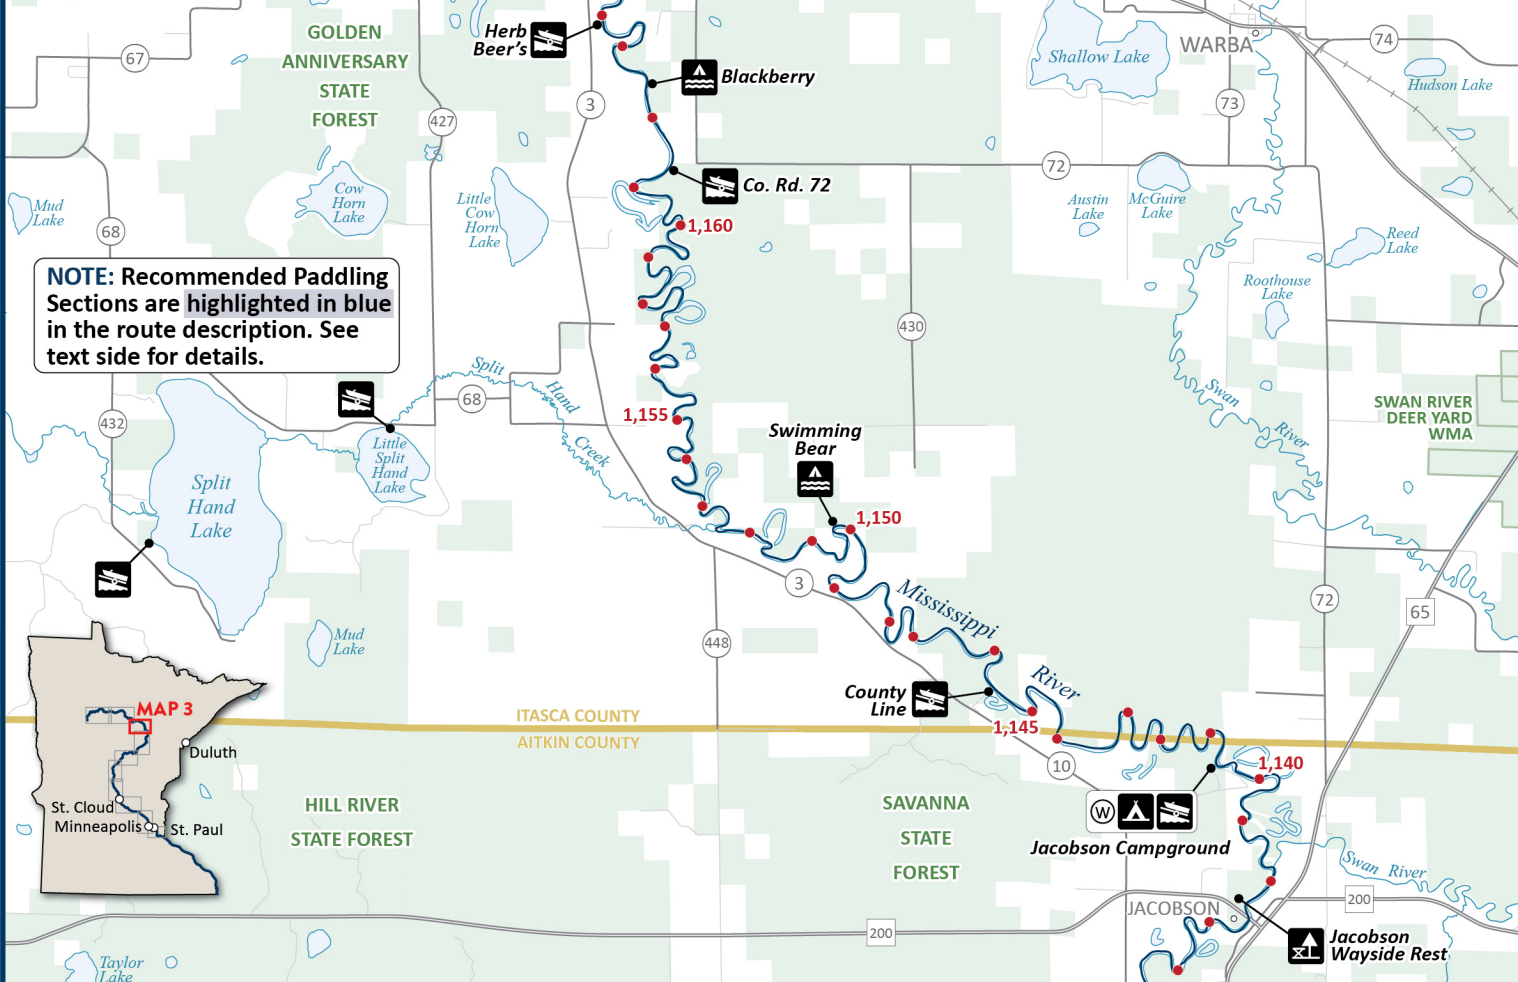 GOLDEN
ANNIVERSARY
STATE
FOREST
Herb
Beer's
Blackberry
Shallow Lake
WARBA
74
Hudson Lake
67
3
427
73
72
Co. Rd. 72
Mud
Lake
Cow
Horn
Lake
Little
Cow
Horn
Lake
Austin
Lake
McGuire
Lake
68
1,160
Reed
Lake
NOTE: Recommended Paddling
Sections are highlighted in blue
in the route description. See
text side for details.
Roothouse
Lake
430
Split
Hand
Creek
68
432
1,155
Swan
River
SWAN RIVER
DEER YARD
WMA
Swimming
Bear
Little
Split
Hand
Lake
Split
Hand
Lake
1,150
3
Mississippi
River
72
65
Mud
Lake
448
County
Line
MAP 3
ITASCA COUNTY
AITKIN COUNTY
1,145
Duluth
10
1,140
St. Cloud
Minneapolis
St. Paul
HILL RIVER
STATE FOREST
SAVANNA
STATE
FOREST
W
Jacobson Campground
Swan River
JACOBSON
200
200
Jacobson
Wayside Rest
Taylor
Lake